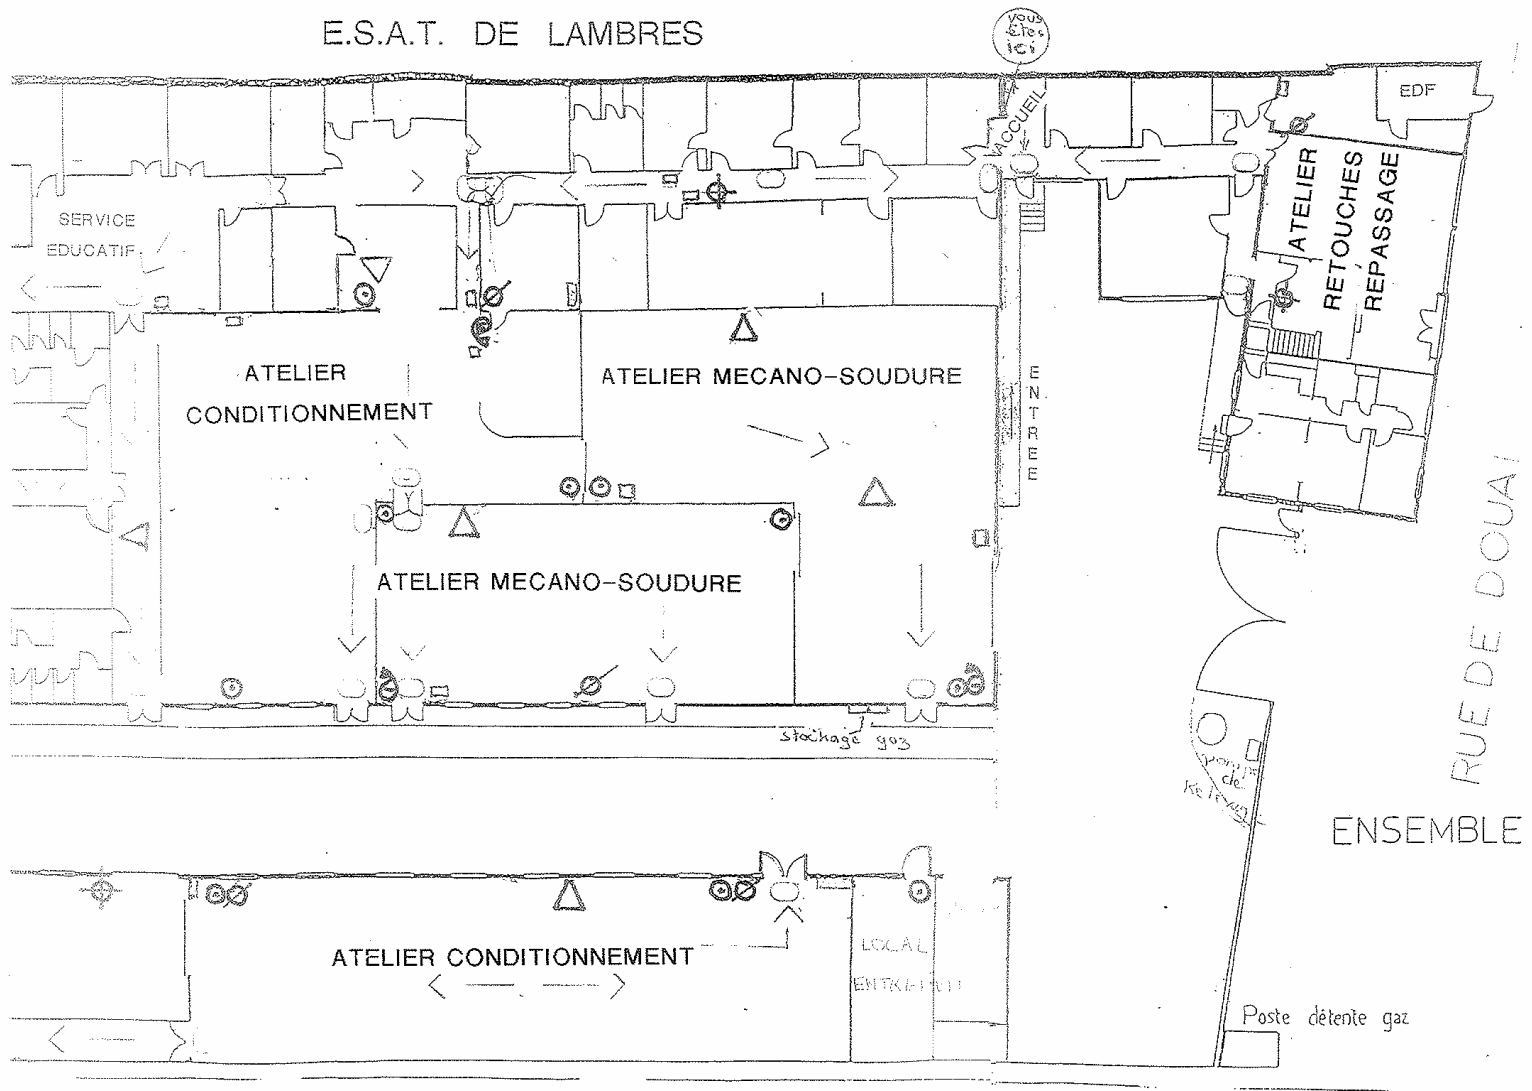 E.S.A.T. DE LAMBRES
vous
êtes
ici
ACCUEIL
EDF
ATELIER
RETOUCHES
REPASSAGE
SERVICE
EDUCATIF
ATELIER
CONDITIONNEMENT
ATELIER MECANO-SOUDURE
ENTREE
ATELIER MECANO-SOUDURE
RUE DE DOUAI
stockage gaz
de
ENSEMBLE
ATELIER CONDITIONNEMENT
LOCAL
Poste détente gaz